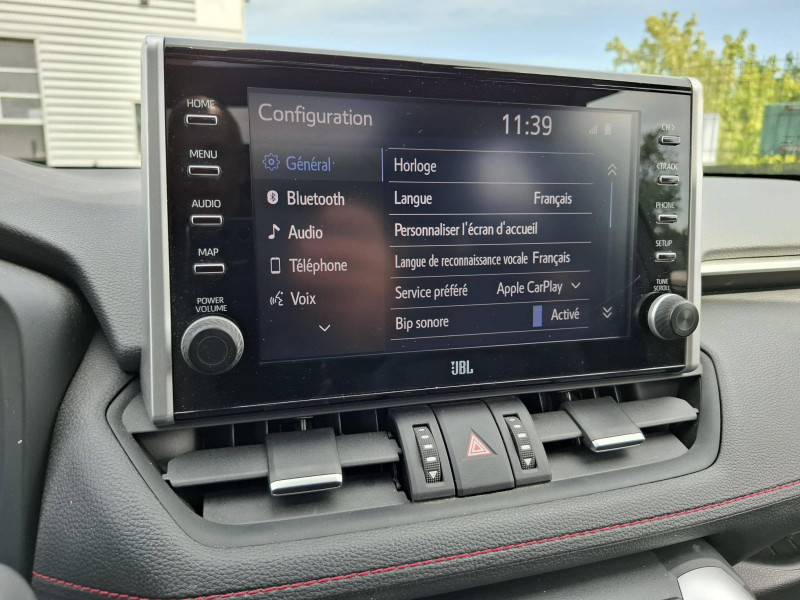 HOME
MENU
AUDIO
MAP
POWER
VOLUME
Configuration 11:39
Général
Bluetooth
Audio
Téléphone
Voix
Horloge
Langue Français
Personnaliser l'écran d'accueil
Langue de reconnaissance vocale Français
Service préféré Apple CarPlay
Bip sonore Activé
CH >
TRACK
PHONE
SETUP
TUNE
SCROLL
JBL